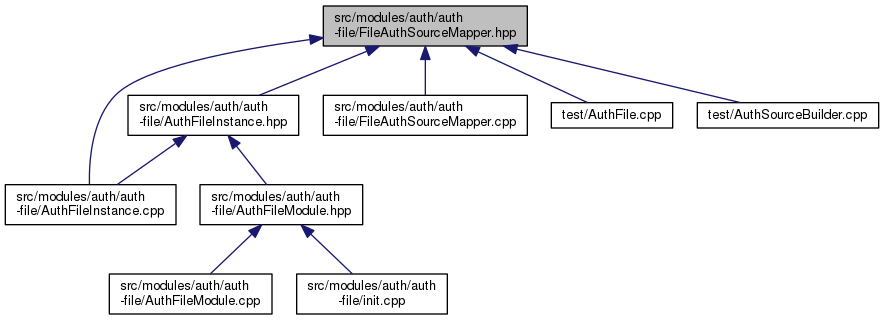 src/modules/auth/auth
-file/FileAuthSourceMapper.hpp
src/modules/auth/auth
-file/AuthFileInstance.hpp
src/modules/auth/auth
-file/FileAuthSourceMapper.cpp
test/AuthFile.cpp
test/AuthSourceBuilder.cpp
src/modules/auth/auth
-file/AuthFileInstance.cpp
src/modules/auth/auth
-file/AuthFileModule.hpp
src/modules/auth/auth
-file/AuthFileModule.cpp
src/modules/auth/auth
-file/init.cpp